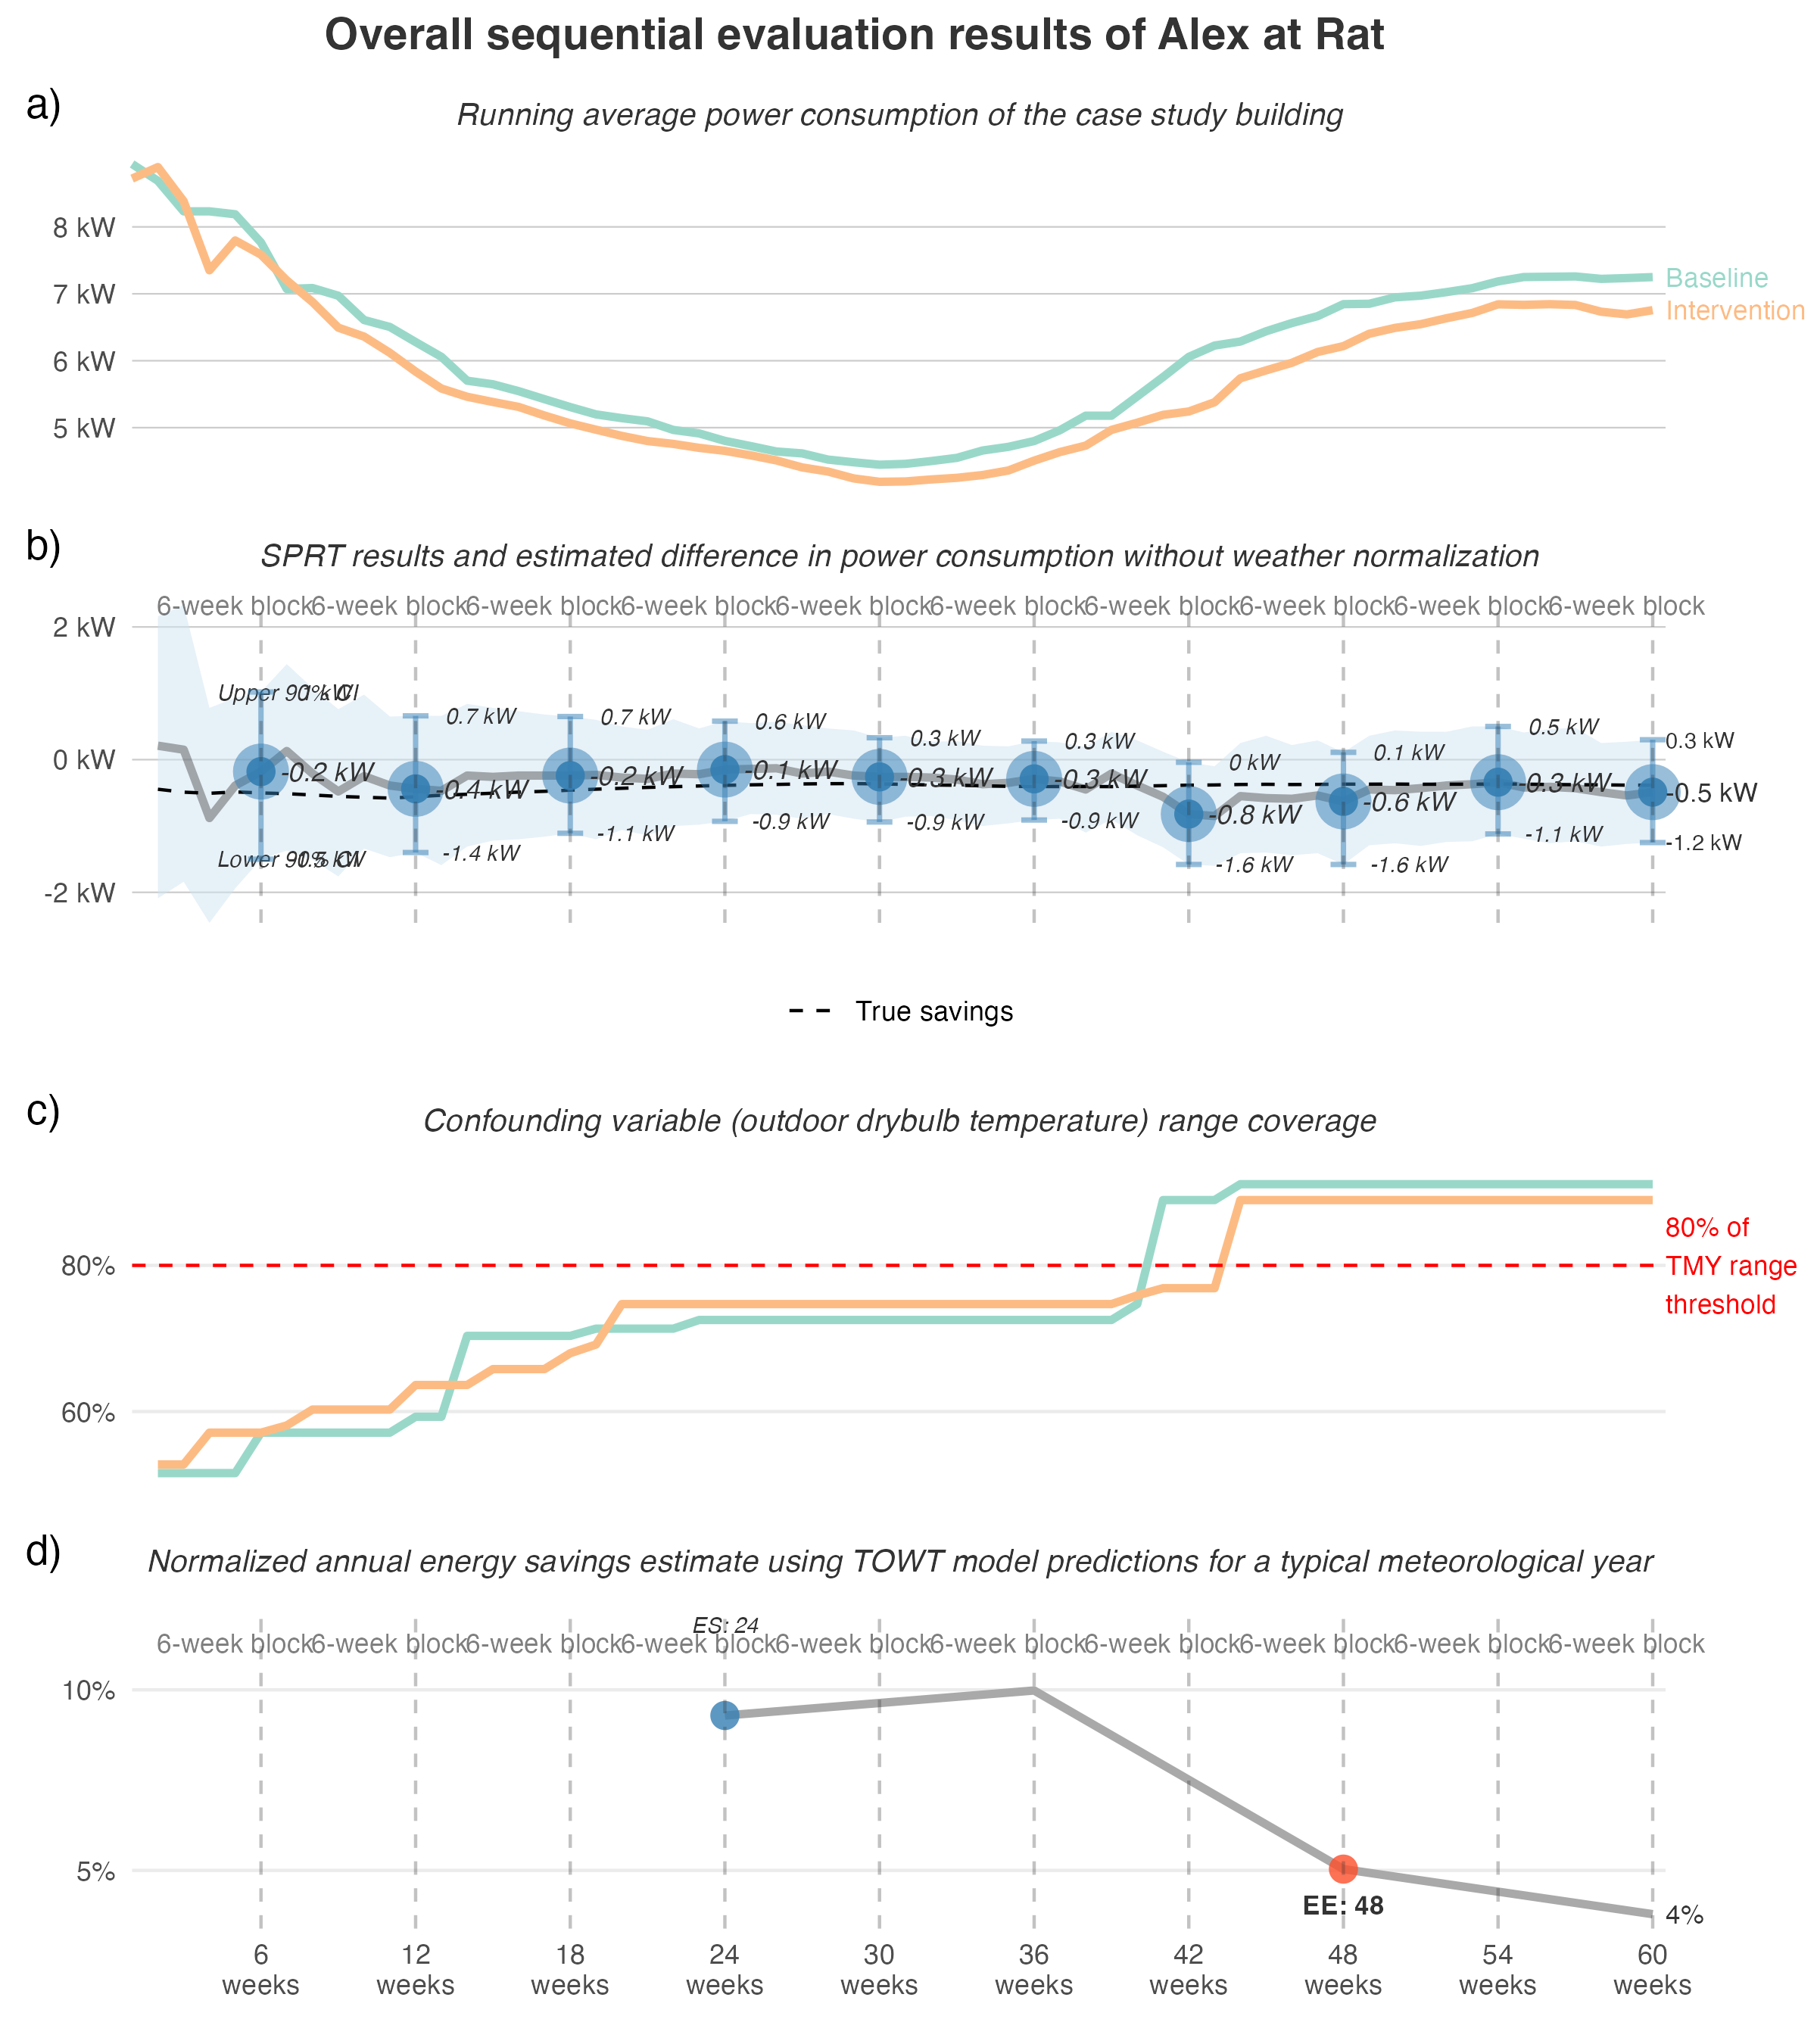 Overall sequential evaluation results of Alex at Rat
a)
Running average power consumption of the case study building
8 kW
7 kW
6 kW
5 kW
Baseline
Intervention
b)
SPRT results and estimated difference in power consumption without weather normalization
6-week block 6-week block 6-week block 6-week block 6-week block 6-week block 6-week block 6-week block 6-week block 6-week block
2 kW
0 kW
-2 kW
Upper 90% CI 1 kW
0.7 kW
0.7 kW
0.6 kW
0.3 kW
0.3 kW
0 kW
0.1 kW
0.5 kW
0.3 kW
-0.2 kW
-0.4 kW
-0.2 kW
-0.1 kW
-0.3 kW
-0.3 kW
-0.8 kW
-0.6 kW
-0.3 kW
-0.5 kW
Lower 90% CI -1.5 kW
-1.4 kW
-1.1 kW
-0.9 kW
-0.9 kW
-0.9 kW
-1.6 kW
-1.6 kW
-1.1 kW
-1.2 kW
True savings
c)
Confounding variable (outdoor drybulb temperature) range coverage
80%
60%
80% of
TMY range
threshold
d)
Normalized annual energy savings estimate using TOWT model predictions for a typical meteorological year
ES: 24
6-week block 6-week block 6-week block 6-week block 6-week block 6-week block 6-week block 6-week block 6-week block 6-week block
10%
5%
EE: 48
4%
6 12 18 24 30 36 42 48 54 60
weeks weeks weeks weeks weeks weeks weeks weeks weeks weeks